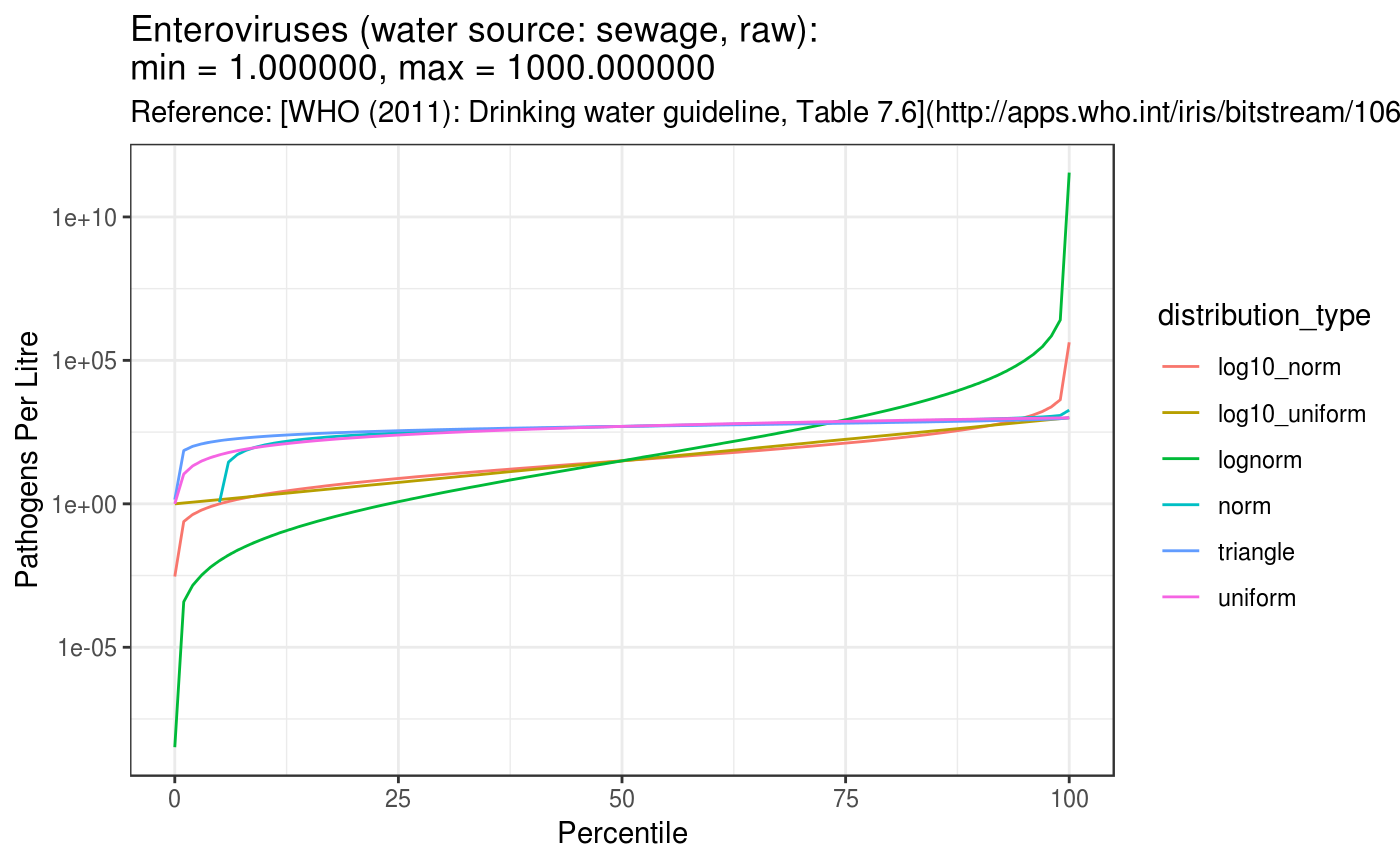 Enteroviruses (water source: sewage, raw):
min = 1.000000, max = 1000.000000
Reference: [WHO (2011): Drinking water guideline, Table 7.6](http://apps.who.int/iris/bitstream/106
Pathogens Per Litre
1e+10
1e+05
1e+00
1e-05
0 25 50 75 100
Percentile
distribution_type
log10_norm
log10_uniform
lognorm
norm
triangle
uniform